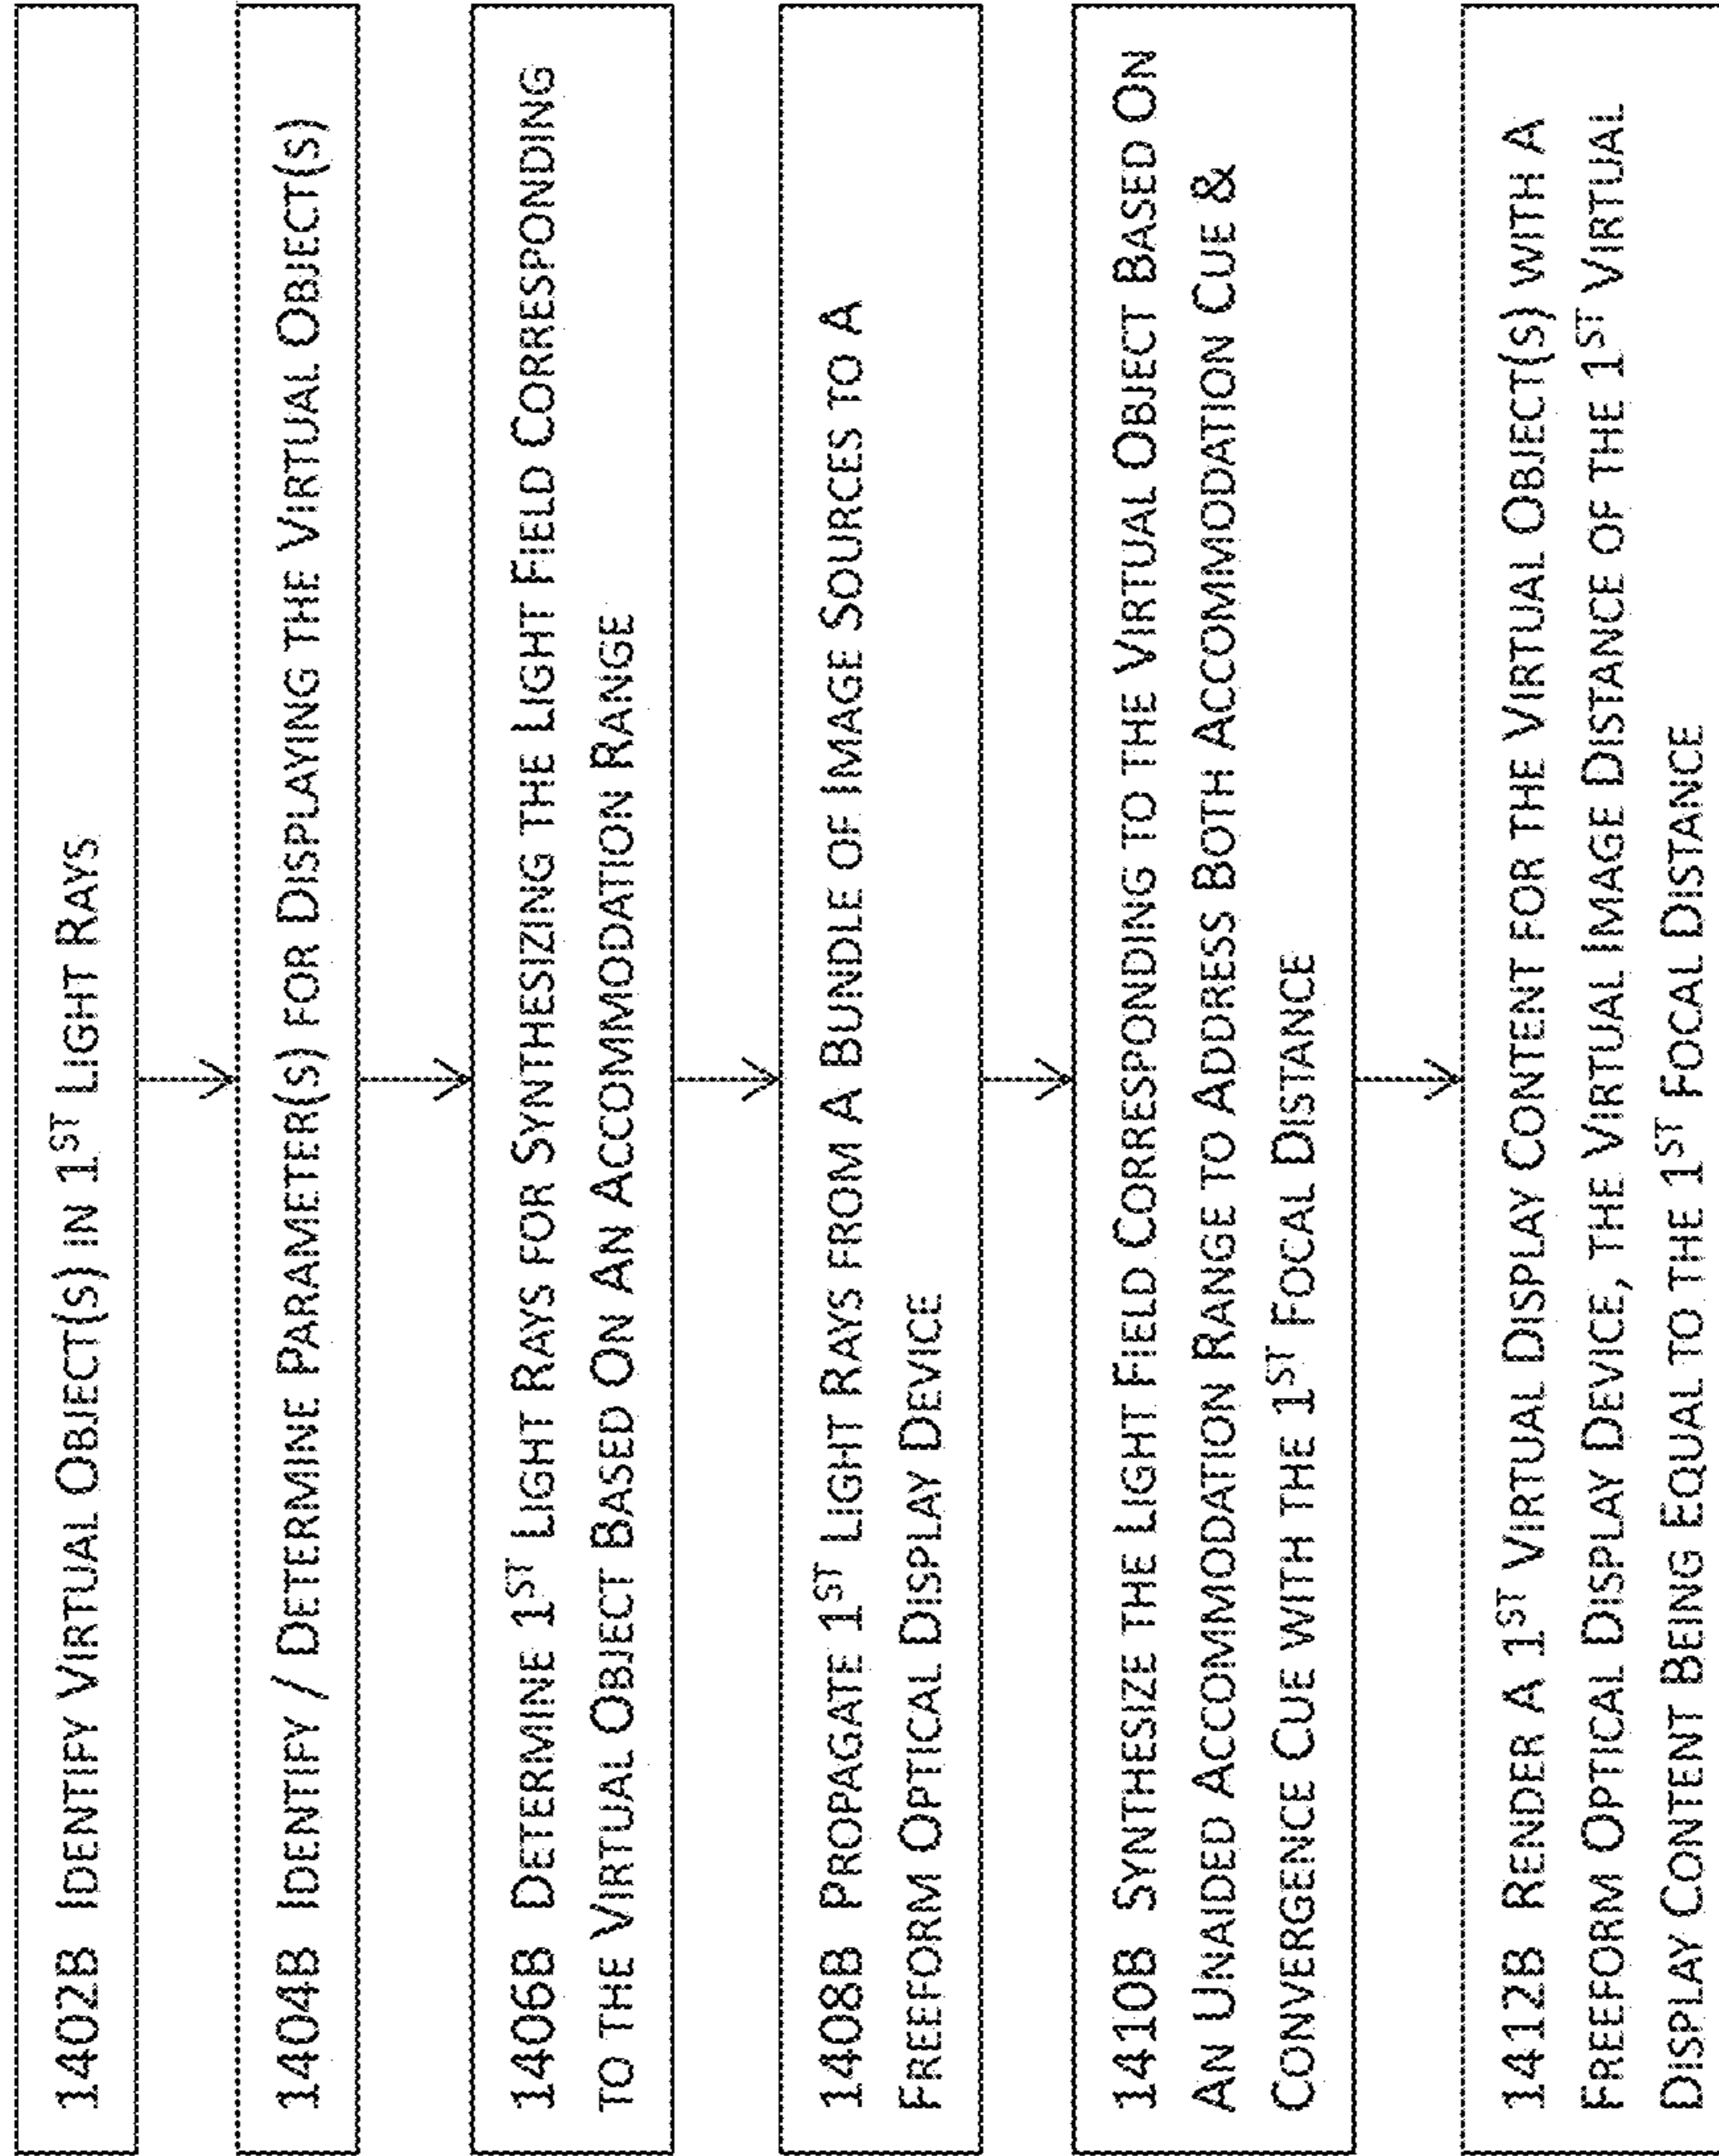 1402B IDENTIFY VIRTUAL OBJECT(S) IN 1ST LIGHT RAYS
1404B IDENTIFY / DETERMINE PARAMETER(S) FOR DISPLAYING THE VIRTUAL OBJECT(S)
1406B DETERMINE 1ST LIGHT RAYS FOR SYNTHESIZING THE LIGHT FIELD CORRESPONDING
TO THE VIRTUAL OBJECT BASED ON AN ACCOMMODATION RANGE
1408B PROPAGATE 1ST LIGHT RAYS FROM A BUNDLE OF IMAGE SOURCES TO A
FREEFORM OPTICAL DISPLAY DEVICE
1410B SYNTHESIZE THE LIGHT FIELD CORRESPONDING TO THE VIRTUAL OBJECT BASED ON
AN UNAIDED ACCOMMODATION RANGE TO ADDRESS BOTH ACCOMMODATION CUE &
CONVERGENCE CUE WITH THE 1ST FOCAL DISTANCE
1412B RENDER A 1ST VIRTUAL DISPLAY CONTENT FOR THE VIRTUAL OBJECT(S) WITH A
FREEFORM OPTICAL DISPLAY DEVICE, THE VIRTUAL IMAGE DISTANCE OF THE 1ST VIRTUAL
DISPLAY CONTENT BEING EQUAL TO THE 1ST FOCAL DISTANCE